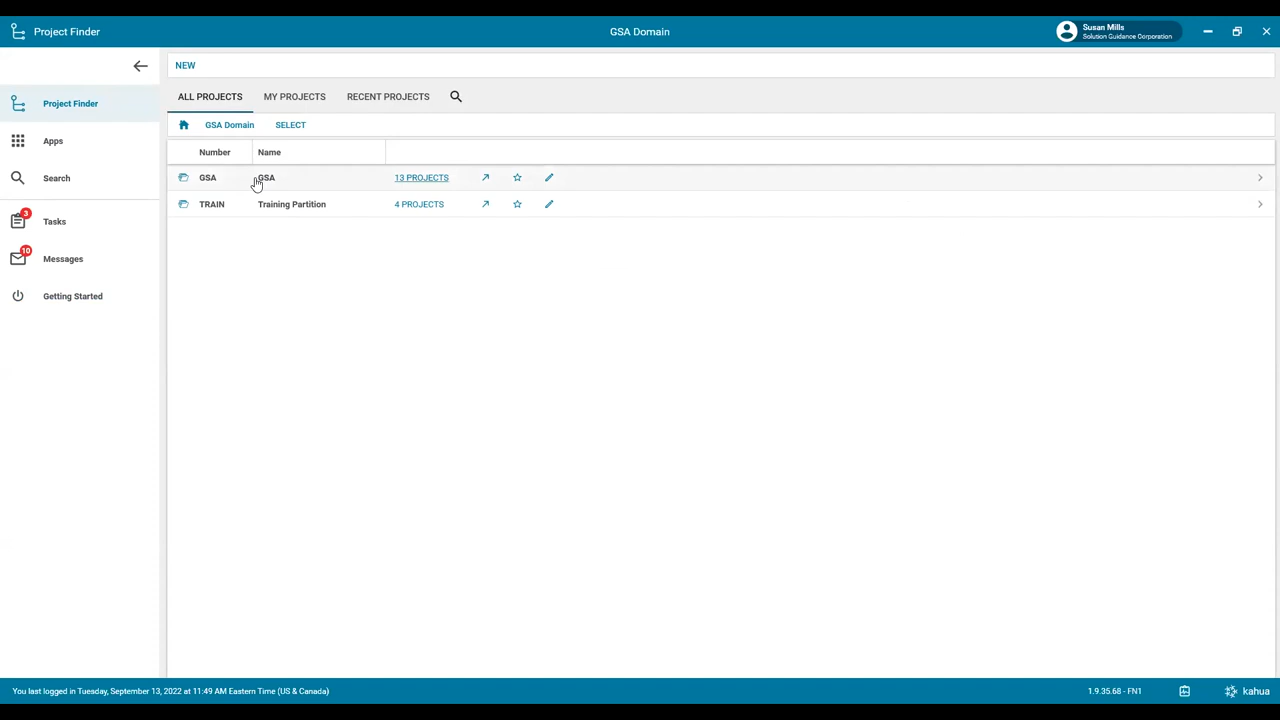 Project Finder
GSA Domain
Susan Mills
Solution Guidance Corporation
NEW
Project Finder
ALL PROJECTS MY PROJECTS RECENT PROJECTS
GSA Domain SELECT
Apps
Number Name
Search
GSA GSA 13 PROJECTS
TRAIN Training Partition 4 PROJECTS
3
Tasks
10
Messages
Getting Started
You last logged in Tuesday, September 13, 2022 at 11:49 AM Eastern Time (US & Canada)
1.9.35.68 - FN1
kahua